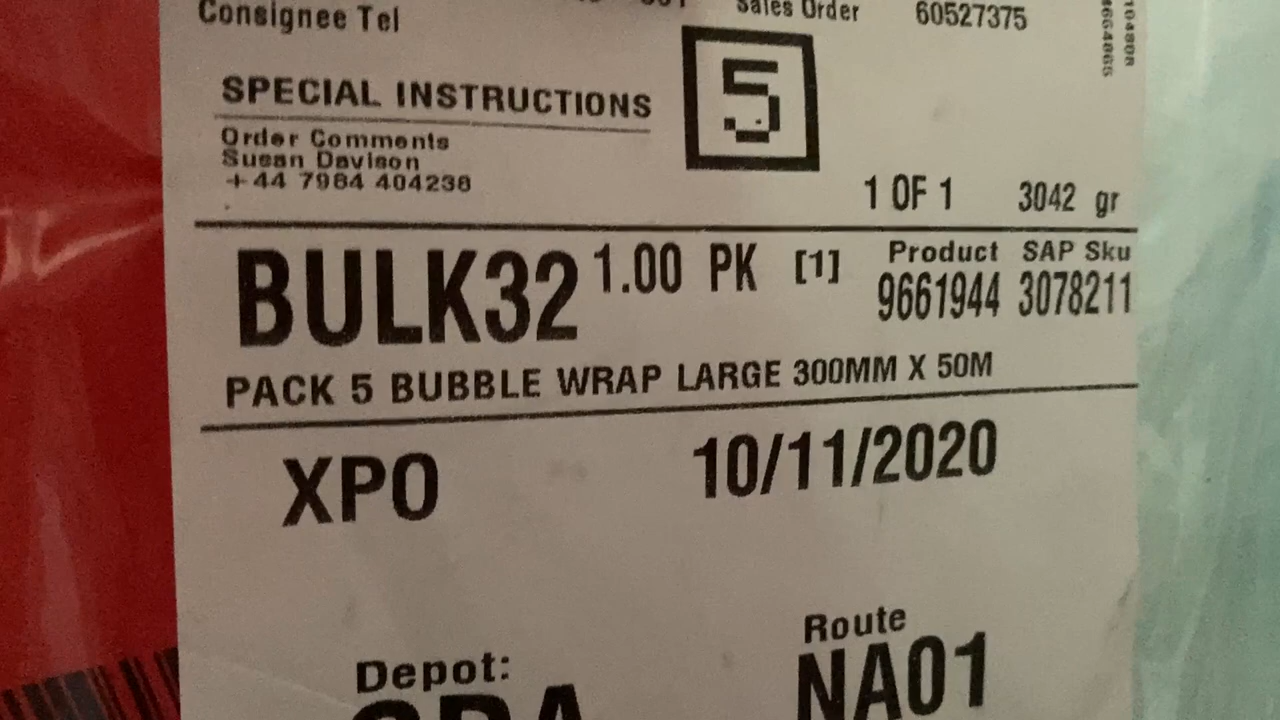 Consignee Tel
Sales Order 60527375
SPECIAL INSTRUCTIONS
5
Order Comments
Susan Davison
+44 7984 404238
1 OF 1 3042 gr
BULK32 1.00 PK [1]
Product SAP Sku
9661944 3078211
PACK 5 BUBBLE WRAP LARGE 300MM X 50M
XPO 10/11/2020
Route
NA01
Depot: